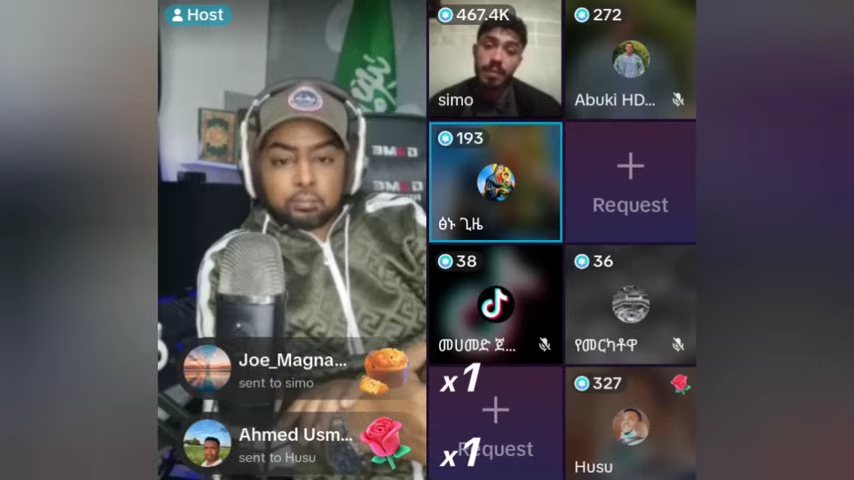 Host
467.4K
simo
272
Abuki HD...
193
ፅኑ ጊዜ
Request
38
መሀመድ ጀ...
36
የመርካቶዋ
x1
Request
x1
327
Husu
Joe_Magna...
sent to simo
Ahmed Usm...
sent to Husu